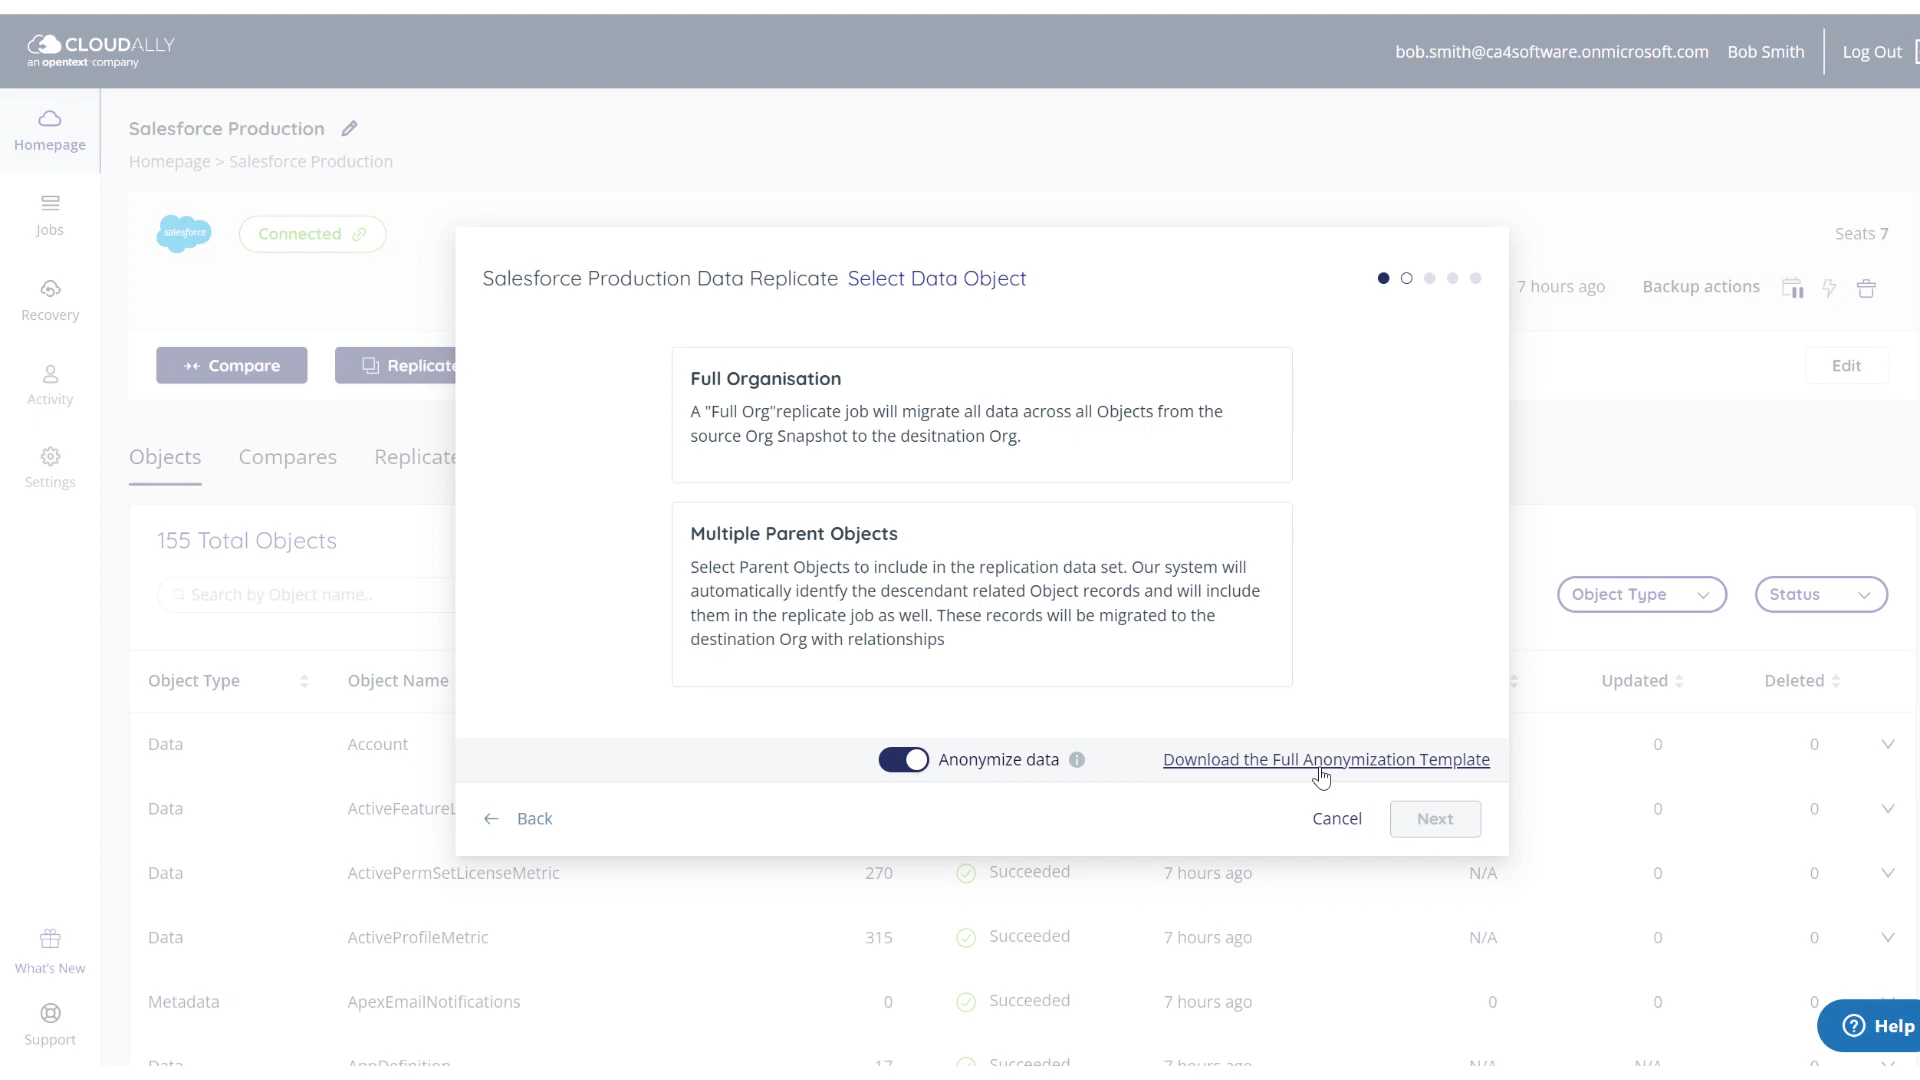 CLOUDALLY
an opentext company
bob.smith@ca4software.onmicrosoft.com Bob Smith Log Out
Homepage
Jobs
Recovery
Activity
Settings
What's New
Support
Salesforce Production
Homepage > Salesforce Production
salesforce
Connected
Seats 7
7 hours ago Backup actions
Compare Replicate Edit
Objects Compares Replicate
155 Total Objects
Search by Object name..
Object Type Status
Object Type Object Name Updated Deleted
Data Account 0 0
Data ActiveFeatureL 0 0
Data ActivePermSetLicenseMetric 270 Succeeded 7 hours ago N/A 0 0
Data ActiveProfileMetric 315 Succeeded 7 hours ago N/A 0 0
Metadata ApexEmailNotifications 0 Succeeded 7 hours ago 0 0 0
Salesforce Production Data Replicate Select Data Object
Full Organisation
A "Full Org"replicate job will migrate all data across all Objects from the
source Org Snapshot to the desitnation Org.
Multiple Parent Objects
Select Parent Objects to include in the replication data set. Our system will
automatically identfy the descendant related Object records and will include
them in the replicate job as well. These records will be migrated to the
destination Org with relationships
Anonymize data Download the Full Anonymization Template
Back Cancel Next
Help